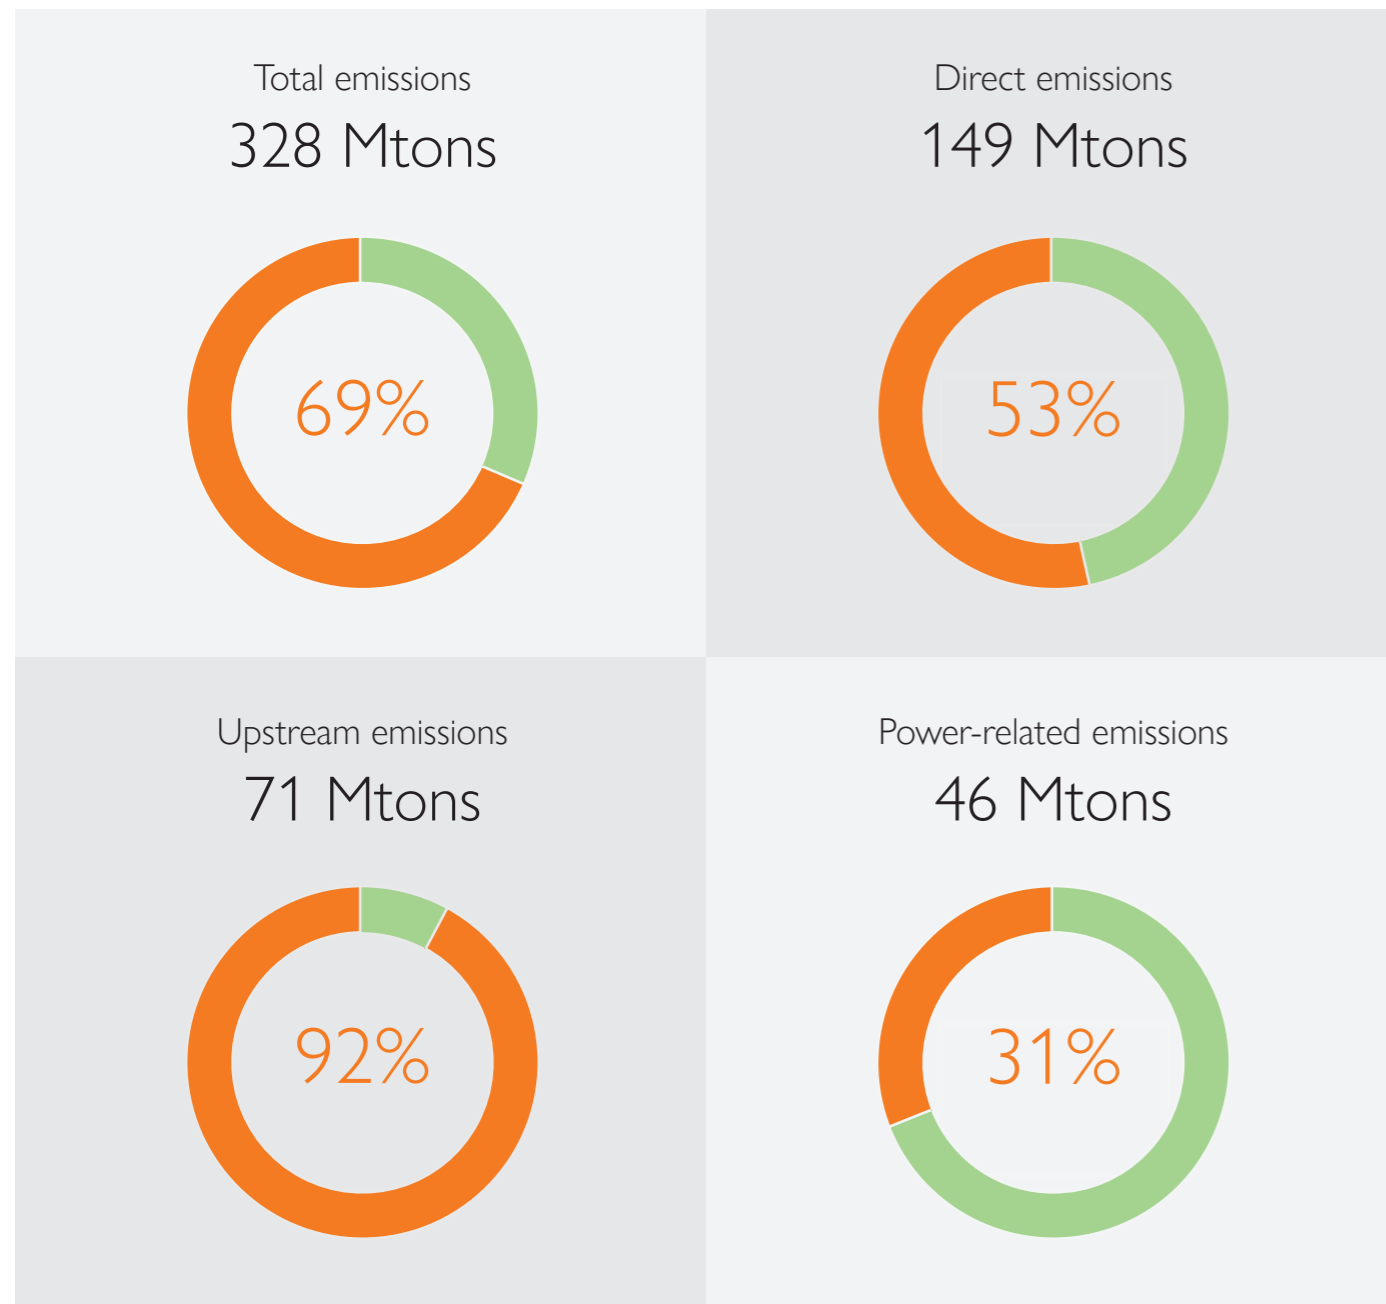 Total emissions
328 Mtons
69%
Direct emissions
149 Mtons
53%
Upstream emissions
71 Mtons
92%
Power-related emissions
46 Mtons
31%